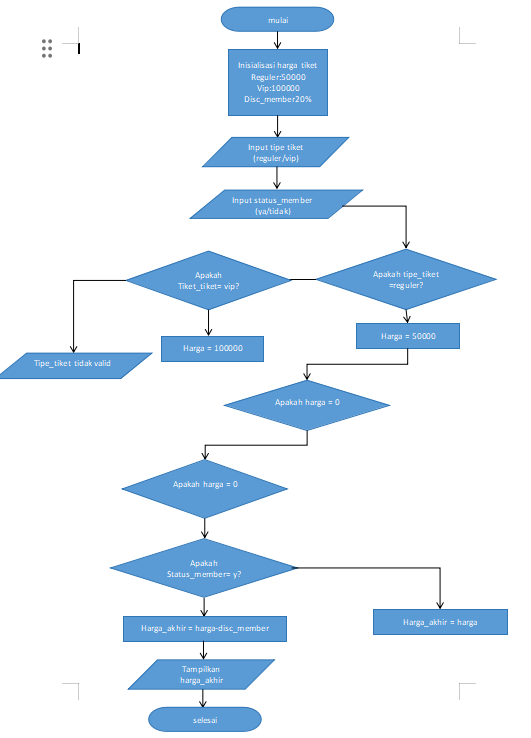 mulai
Inisialisasi harga tiket
Reguler:50000
Vip:100000
Disc_member20%
Input tipe tiket
(reguler/vip)
Input status_member
(ya/tidak)
Apakah
Tiket_tiket= vip?
Apakah tipe_tiket
=reguler?
Harga = 100000
Harga = 50000
Tipe_tiket tidak valid
Apakah harga = 0
Apakah harga = 0
Apakah
Status_member= y?
Harga_akhir = harga-disc_member
Harga_akhir = harga
Tampilkan
harga_akhir
selesai